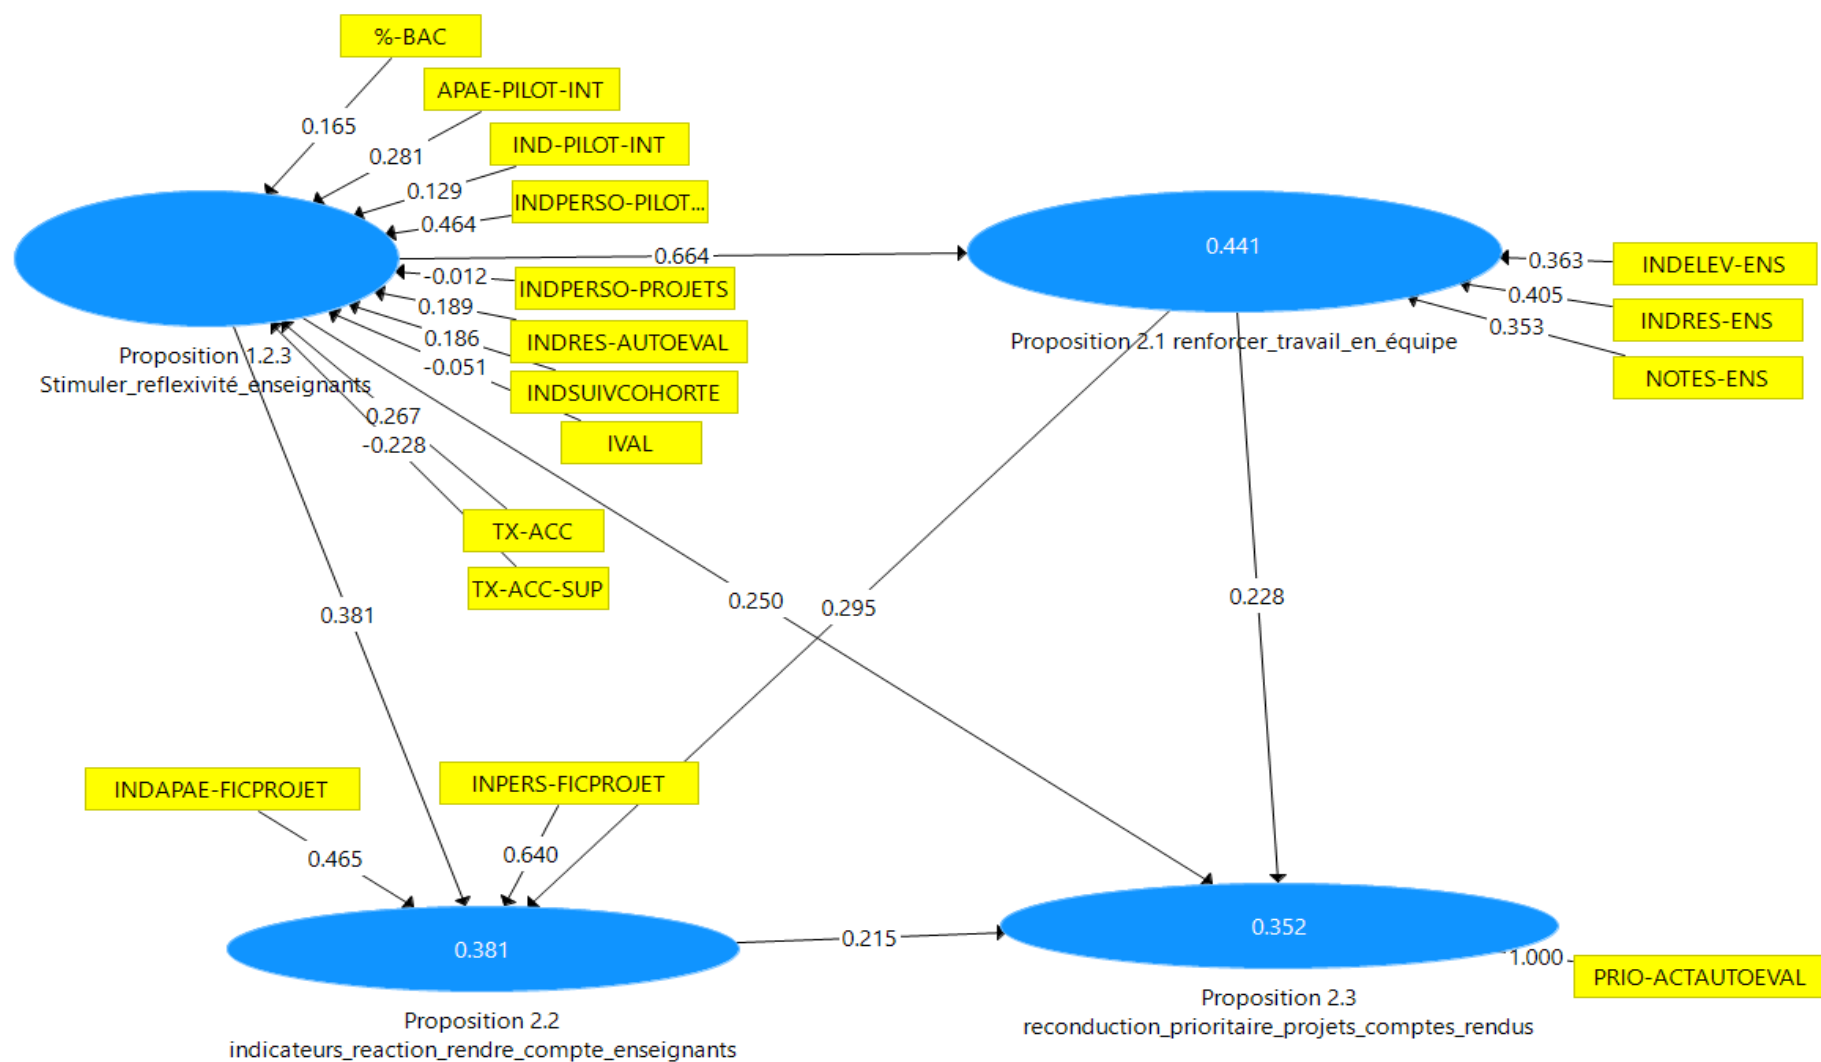 %-BAC
APAE-PILOT-INT
0.165
IND-PILOT-INT
0.281
0.129
INDPERSO-PILOT...
0.464
0.441
0.664
-0.012
INDPERSO-PROJETS
0.363
INDELEV-ENS
0.405
INDRES-ENS
0.189
INDRES-AUTOEVAL
0.353
0.186
Proposition 1.2.3
Stimuler_reflexivité_enseignants
Proposition 2.1 renforcer_travail_en_équipe
-0.051
INDSUIVCOHORTE
NOTES-ENS
0.267
-0.228
IVAL
TX-ACC
TX-ACC-SUP
0.381
0.250
0.295
0.228
INDAPAE-FICPROJET
INPERS-FICPROJET
0.465
0.640
0.381
0.215
0.352
1.000
PRIO-ACTAUTOEVAL
Proposition 2.2
indicateurs_reaction_rendre_compte_enseignants
Proposition 2.3
reconduction_prioritaire_projets_comptes_rendus